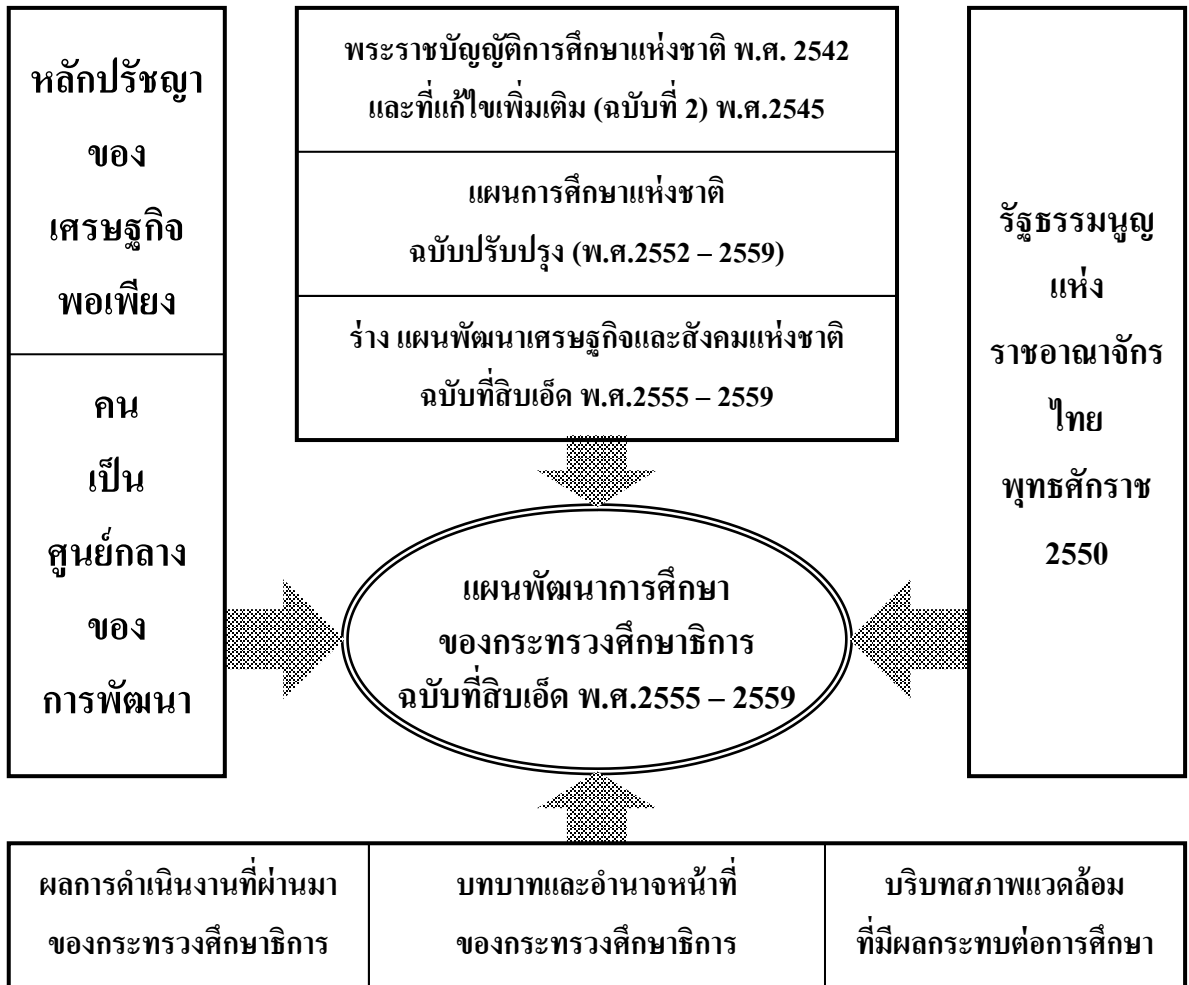 หลักปรัชญา
ของ
เศรษฐกิจ
พอเพียง
คน
เป็น
ศูนย์กลาง
ของ
การพัฒนา
พระราชบัญญัติการศึกษาแห่งชาติ พ.ศ. 2542
และที่แก้ไขเพิ่มเติม (ฉบับที่ 2) พ.ศ.2545
แผนการศึกษาแห่งชาติ
ฉบับปรับปรุง (พ.ศ.2552 – 2559)
ร่าง แผนพัฒนาเศรษฐกิจและสังคมแห่งชาติ
ฉบับที่สิบเอ็ด พ.ศ.2555 – 2559
รัฐธรรมนูญ
แห่ง
ราชอาณาจักร
ไทย
พุทธศักราช
2550
แผนพัฒนาการศึกษา
ของกระทรวงศึกษาธิการ
ฉบับที่สิบเอ็ด พ.ศ.2555 – 2559
ผลการดำเนินงานที่ผ่านมา
ของกระทรวงศึกษาธิการ
บทบาทและอำนาจหน้าที่
ของกระทรวงศึกษาธิการ
บริบทสภาพแวดล้อม
ที่มีผลกระทบต่อการศึกษา